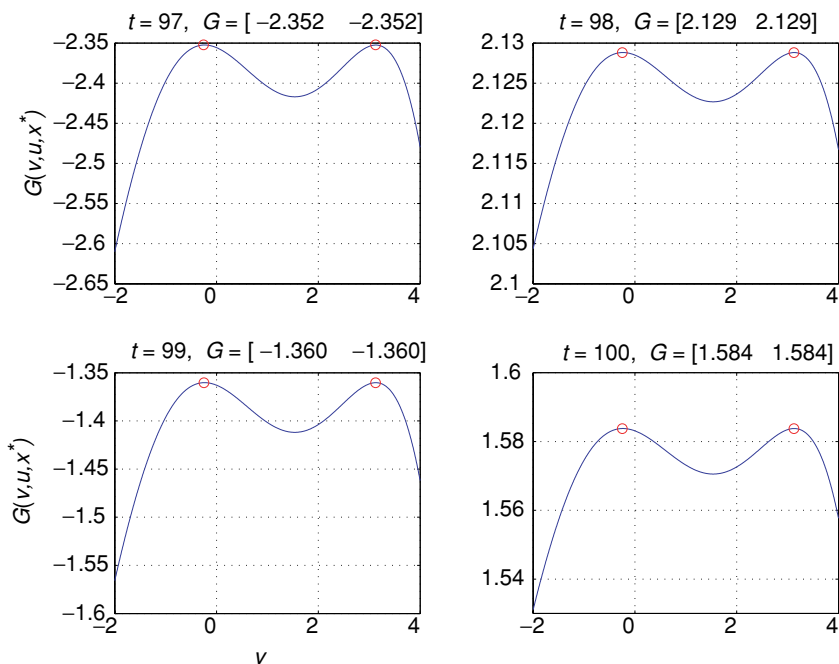 t = 97, G = [ −2.352 −2.352]
−2.35
−2.4
−2.45
−2.5
−2.55
−2.6
−2.65
G(v,u,x*)
−2 0 2 4
t = 98, G = [2.129 2.129]
2.13
2.125
2.12
2.115
2.11
2.105
2.1
−2 0 2 4
t = 99, G = [ −1.360 −1.360]
−1.35
−1.4
−1.45
−1.5
−1.55
−1.6
G(v,u,x*)
−2 0 2 4
v
t = 100, G = [1.584 1.584]
1.6
1.58
1.56
1.54
−2 0 2 4